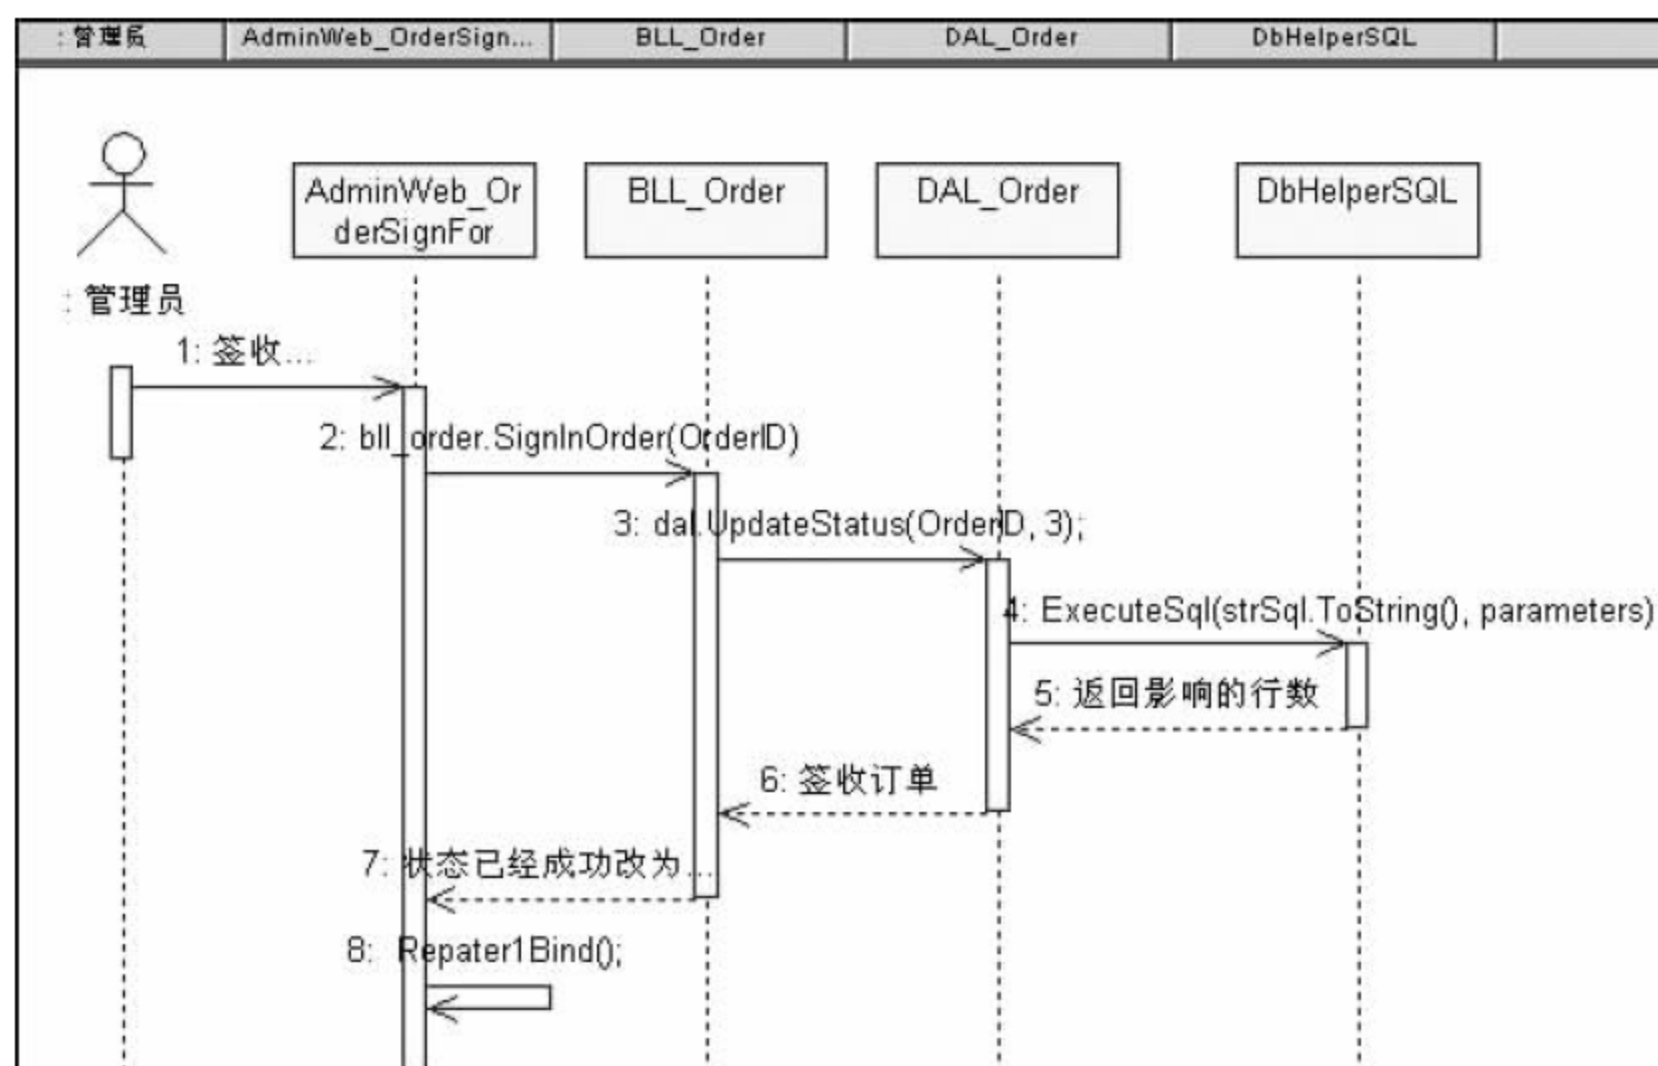 : 管理员
AdminWeb_OrderSign...
BLL_Order
DAL_Order
DbHelperSQL
AdminWeb_Or
derSignFor
BLL_Order
DAL_Order
DbHelperSQL
: 管理员
1: 签收...
2: bll_order.SignInOrder(OrderID)
3: dal.UpdateStatus(OrderID, 3);
4: ExecuteSql(strSql.ToString(), parameters)
5: 返回影响的行数
6: 签收订单
7: 状态已经成功改为...
8: Repater1Bind();